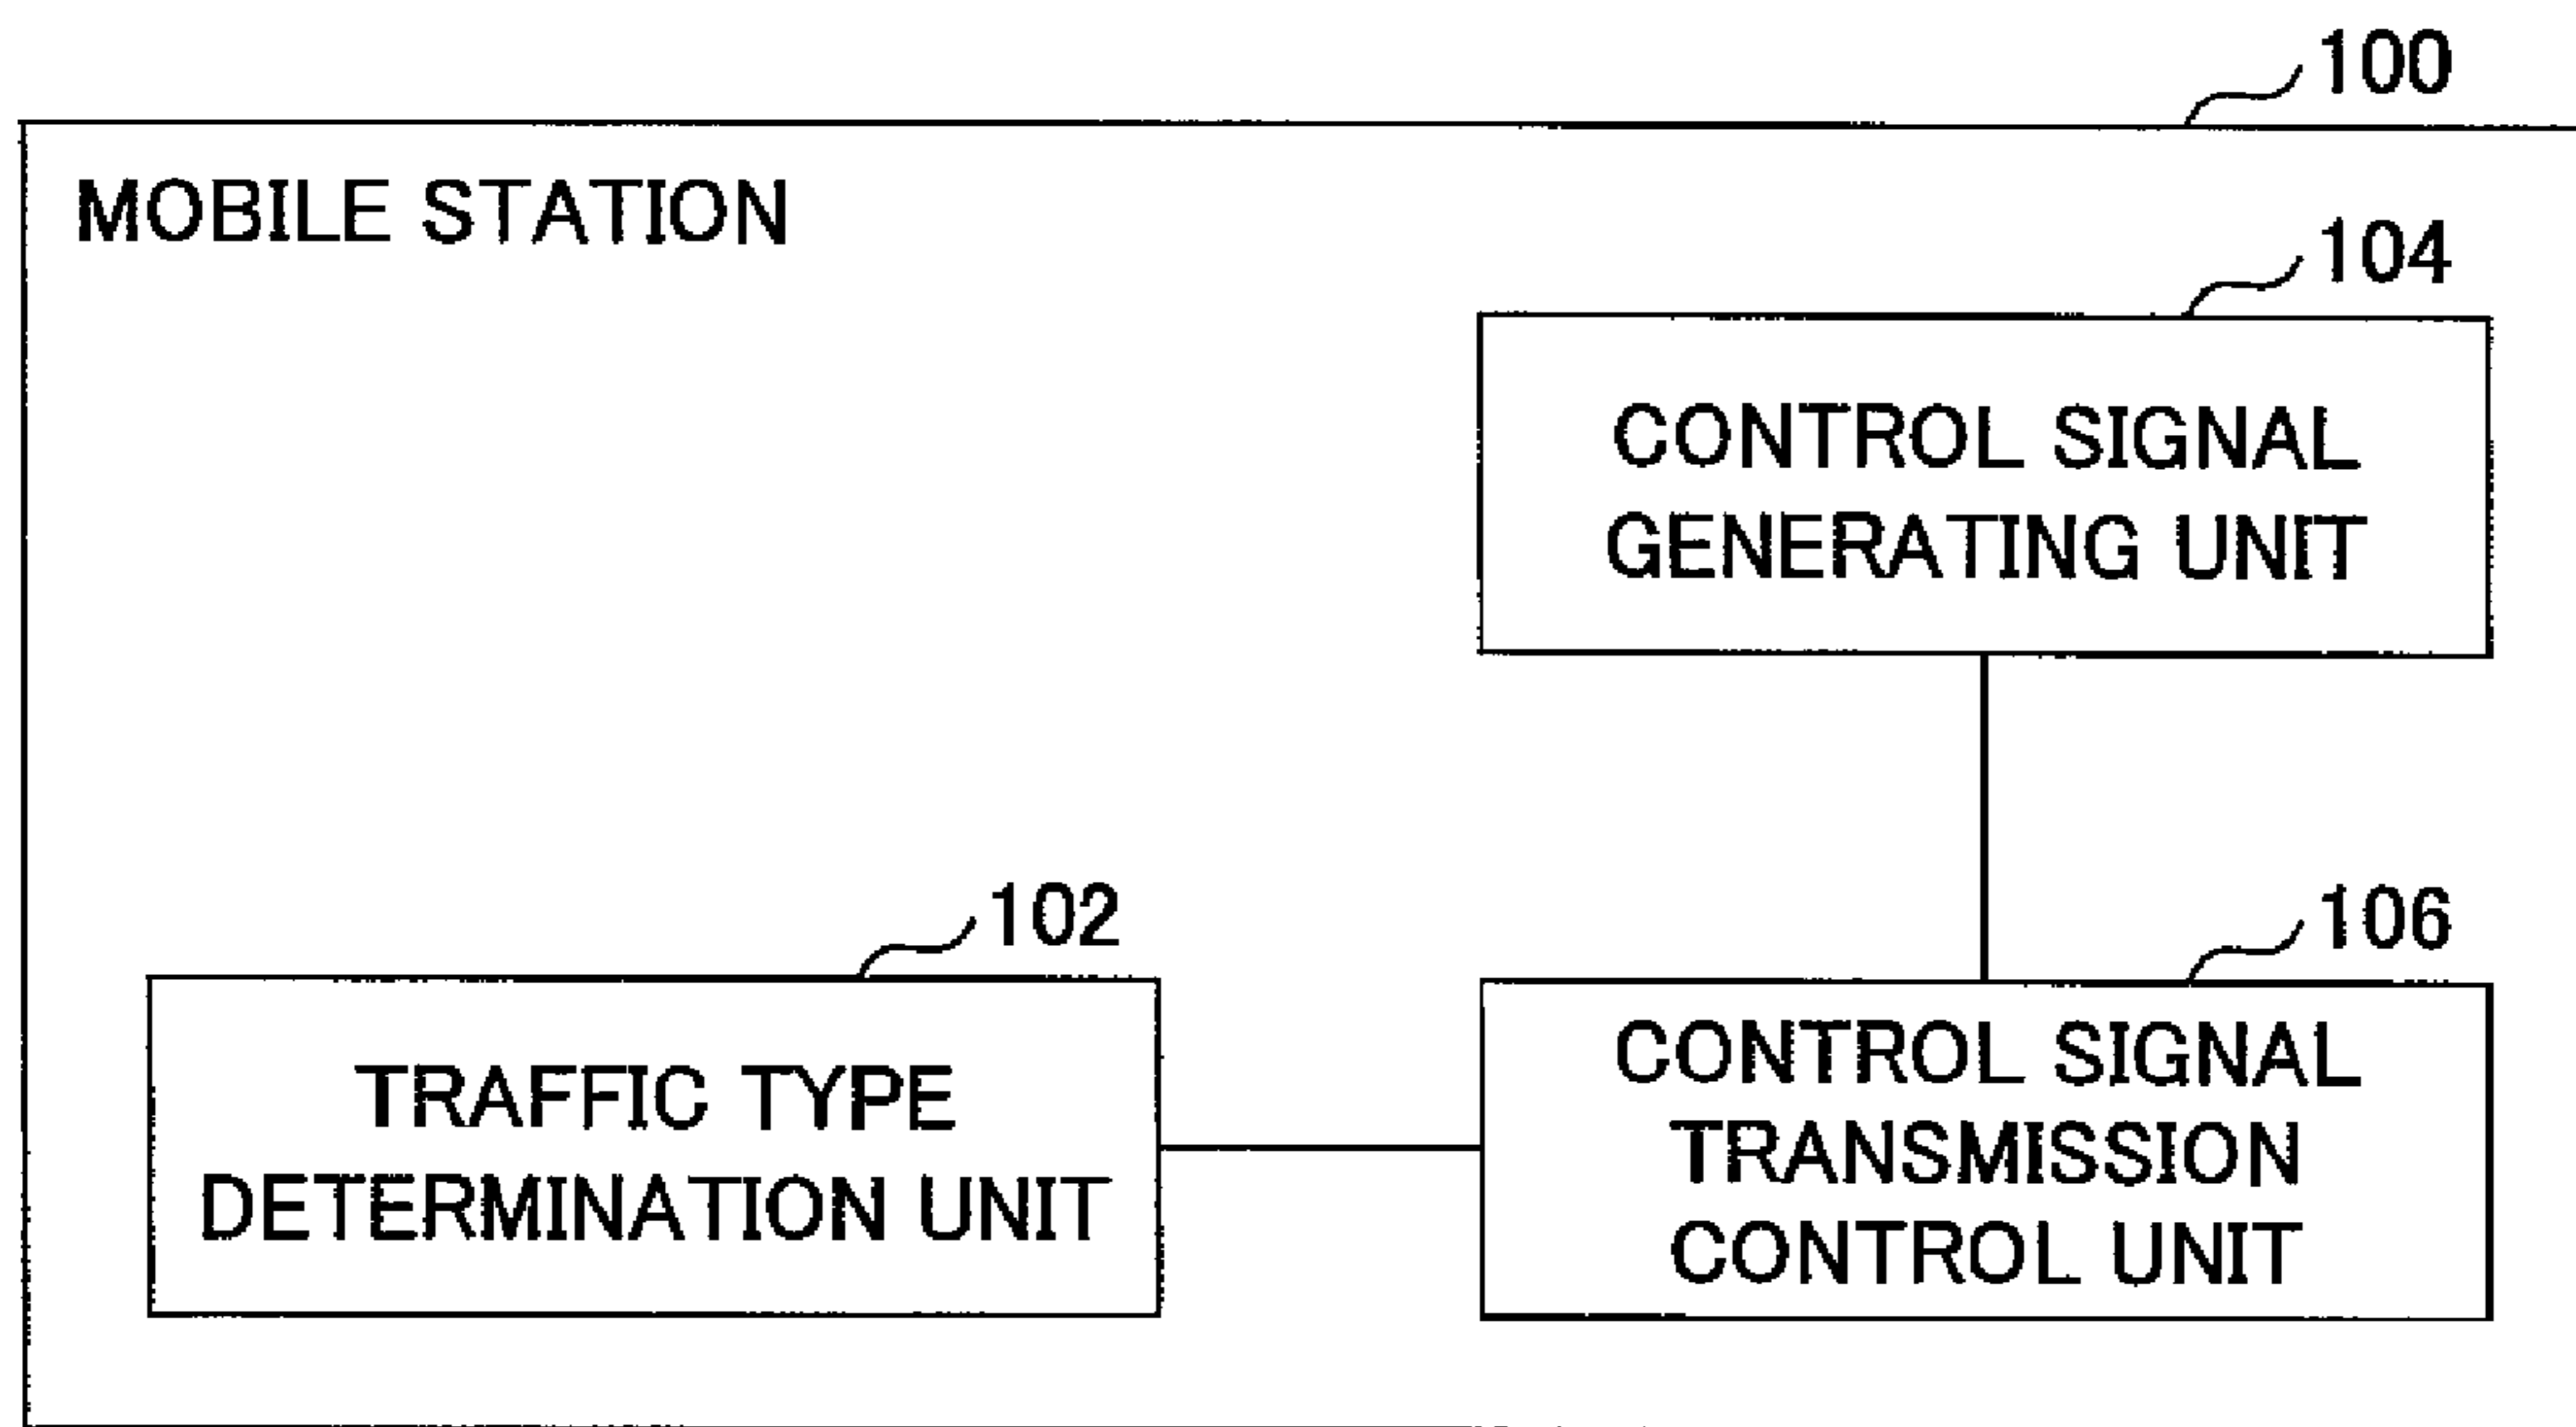 100
MOBILE STATION
104
CONTROL SIGNAL
GENERATING UNIT
102
TRAFFIC TYPE
DETERMINATION UNIT
106
CONTROL SIGNAL
TRANSMISSION
CONTROL UNIT